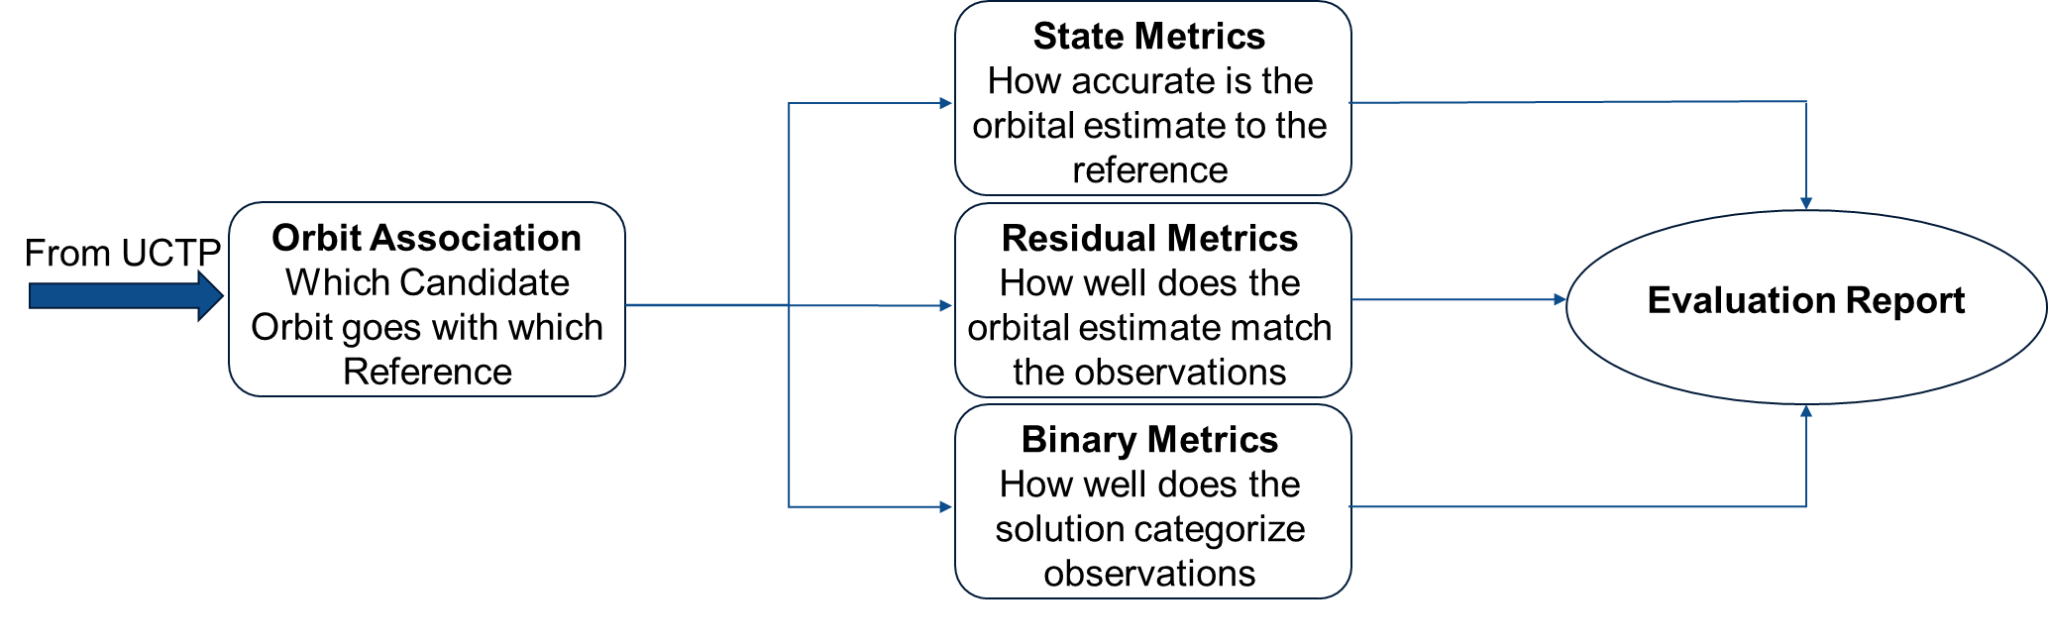 From UCTP
Orbit Association
Which Candidate
Orbit goes with which
Reference
State Metrics
How accurate is the
orbital estimate to the
reference
Residual Metrics
How well does the
orbital estimate match
the observations
Binary Metrics
How well does the
solution categorize
observations
Evaluation Report